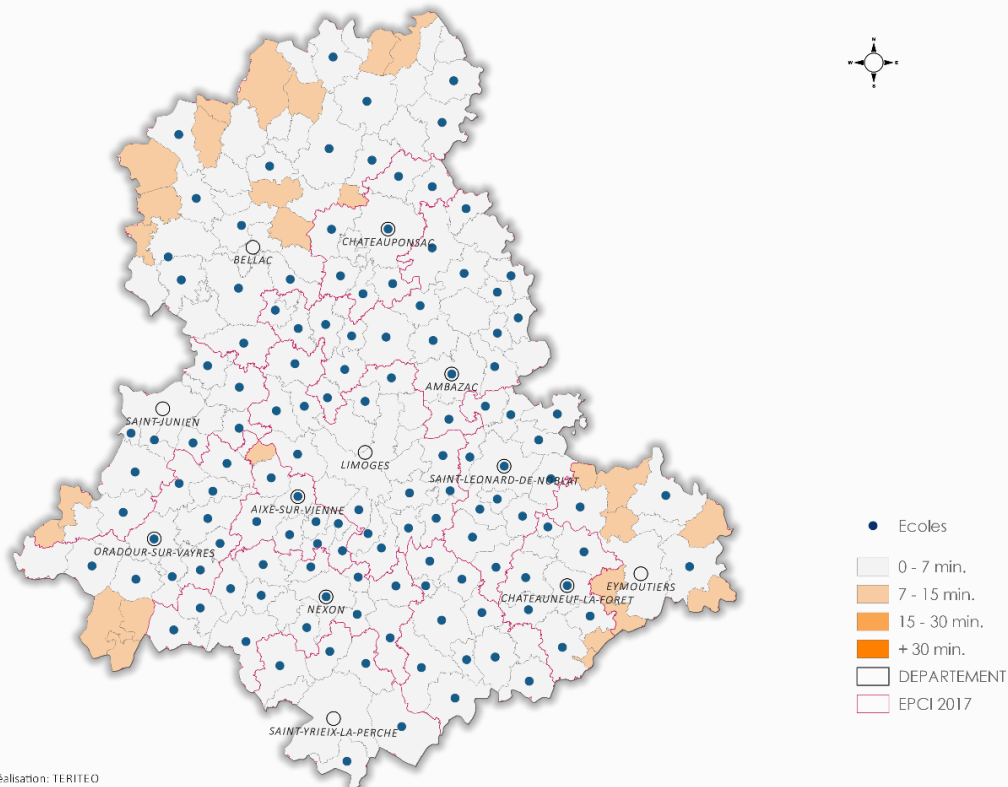 N
W E
S
CHATEAUPONSAC
BELLAC
AMBAZAC
SAINT-JUNIEN
LIMOGES
SAINT-LEONARD-DE-NOBLAT
AIXE-SUR-VIENNE
ORADOUR-SUR-VAYRES
EYMOUTIERS
CHATEAUNEUF-LA-FORET
NEXON
SAINT-YRIEIX-LA-PERCHE
Ecoles
0 - 7 min.
7 - 15 min.
15 - 30 min.
+ 30 min.
DEPARTEMENT
EPCI 2017
éalisation: TERITEO